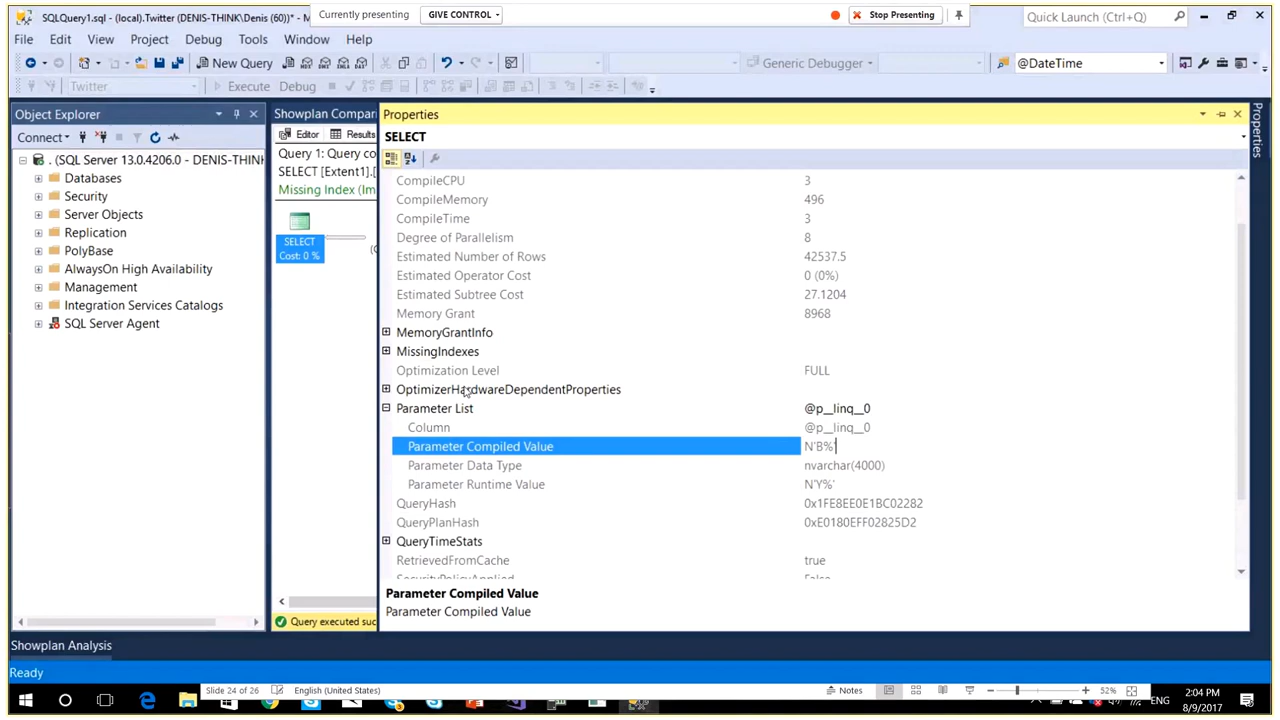 SQLQuery1.sql - (local).Twitter (DENIS-THINK\Denis (60))*
Currently presenting
GIVE CONTROL
Stop Presenting
Quick Launch (Ctrl+Q)
File Edit View Project Debug Tools Window Help
New Query
Generic Debugger
@DateTime
Twitter
Execute
Debug
Object Explorer
Connect
. (SQL Server 13.0.4206.0 - DENIS-THINK
Databases
Security
Server Objects
Replication
PolyBase
AlwaysOn High Availability
Management
Integration Services Catalogs
SQL Server Agent
Showplan Compari
Editor Results
Query 1: Query co
SELECT [Extent1].[
Missing Index (Im
SELECT
Cost: 0 %
Query executed suc
Properties
SELECT
CompileCPU 3
CompileMemory 496
CompileTime 3
Degree of Parallelism 8
Estimated Number of Rows 42537.5
Estimated Operator Cost 0 (0%)
Estimated Subtree Cost 27.1204
Memory Grant 8968
MemoryGrantInfo
MissingIndexes
Optimization Level FULL
OptimizerHardwareDependentProperties
Parameter List @p__linq__0
Column @p__linq__0
Parameter Compiled Value N'B%'
Parameter Data Type nvarchar(4000)
Parameter Runtime Value N'Y%'
QueryHash 0x1FE8EE0E1BC02282
QueryPlanHash 0xE0180EFF02825D2
QueryTimeStats
RetrievedFromCache true
SecurityPolicyApplied False
Parameter Compiled Value
Parameter Compiled Value
Properties
Showplan Analysis
Ready
Slide 24 of 26
English (United States)
Notes
52%
ENG
2:04 PM
8/9/2017